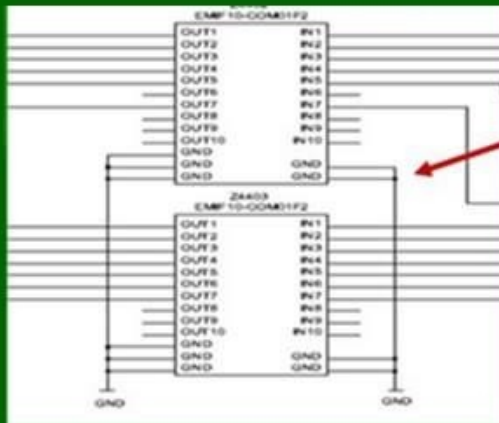 EMIF10-COM01F2
OUT1 IN1
OUT2 IN2
OUT3 IN3
OUT4 IN4
OUT5 IN5
OUT6 IN6
OUT7 IN7
OUT8 IN8
OUT9 IN9
OUT10 IN10
GND
GND GND
GND GND
Z4403
EMIF10-COM01F2
OUT1 IN1
OUT2 IN2
OUT3 IN3
OUT4 IN4
OUT5 IN5
OUT6 IN6
OUT7 IN7
OUT8 IN8
OUT9 IN9
OUT10 IN10
GND
GND GND
GND GND
GND GND